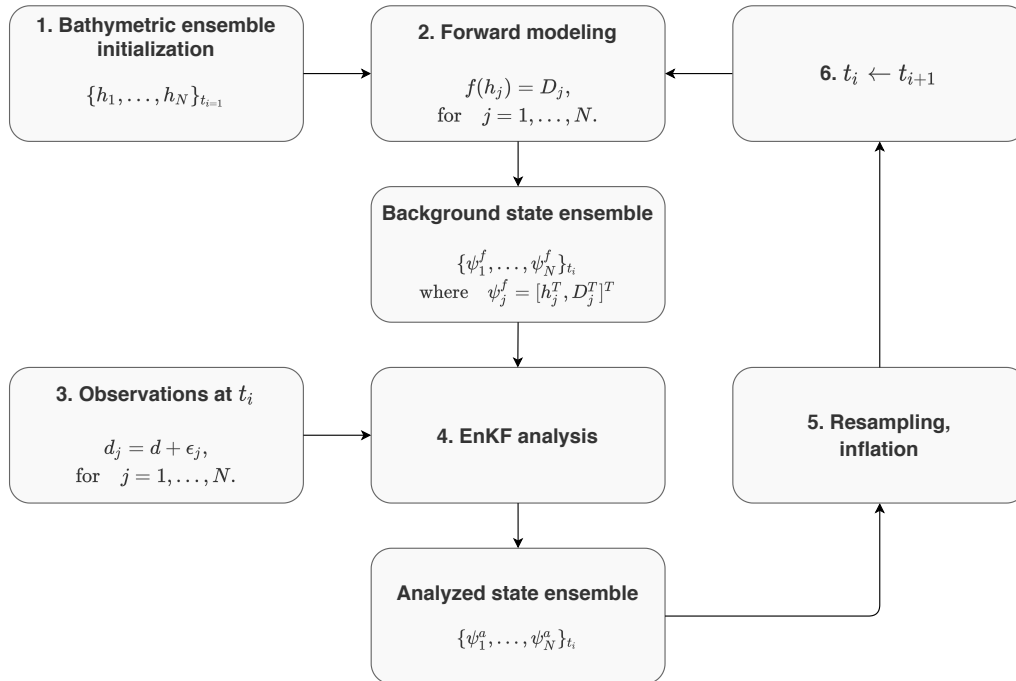 1. Bathymetric ensemble
initialization
{h_1, . . . , h_N}_{t_{i=1}}
2. Forward modeling
f(h_j) = D_j,
for j = 1, . . . , N.
6. t_i ← t_{i+1}
Background state ensemble
{ψ_1^f, . . . , ψ_N^f}_{t_i}
where ψ_j^f = [h_j^T, D_j^T]^T
3. Observations at t_i
d_j = d + ϵ_j,
for j = 1, . . . , N.
4. EnKF analysis
5. Resampling,
inflation
Analyzed state ensemble
{ψ_1^a, . . . , ψ_N^a}_{t_i}